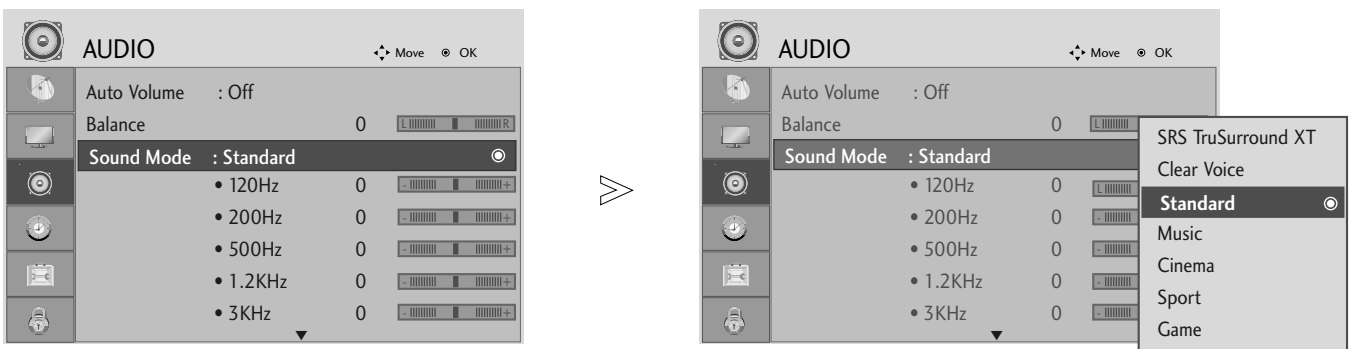 AUDIO
Move OK
Auto Volume : Off
Balance 0 L R
Sound Mode : Standard
• 120Hz 0 - +
• 200Hz 0 - +
• 500Hz 0 - +
• 1.2KHz 0 - +
• 3KHz 0 - +
AUDIO
Move OK
Auto Volume : Off
Balance 0 L
Sound Mode : Standard
• 120Hz 0 L
• 200Hz 0 -
• 500Hz 0 -
• 1.2KHz 0 -
• 3KHz 0 -
SRS TruSurround XT
Clear Voice
Standard
Music
Cinema
Sport
Game